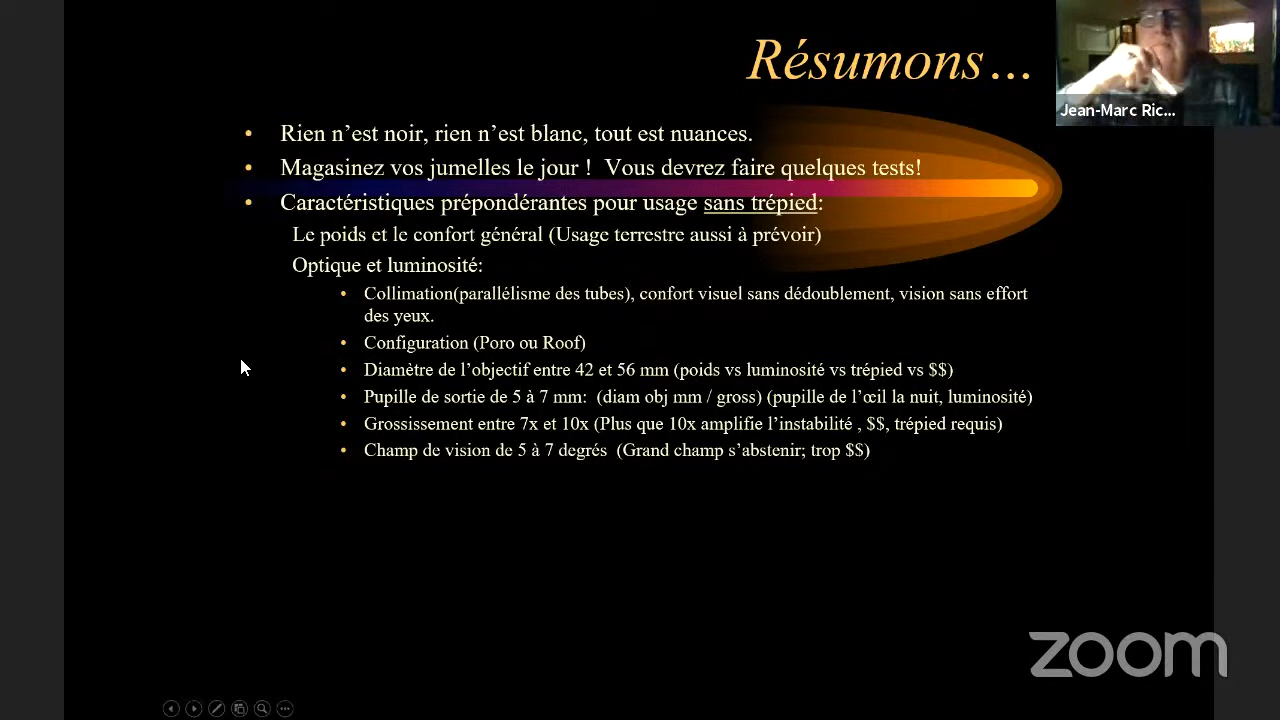 Résumons…
Jean-Marc Ric...
• Rien n’est noir, rien n’est blanc, tout est nuances.
• Magasinez vos jumelles le jour ! Vous devrez faire quelques tests!
• Caractéristiques prépondérantes pour usage sans trépied:
Le poids et le confort général (Usage terrestre aussi à prévoir)
Optique et luminosité:
• Collimation(parallélisme des tubes), confort visuel sans dédoublement, vision sans effort
des yeux.
• Configuration (Poro ou Roof)
• Diamètre de l’objectif entre 42 et 56 mm (poids vs luminosité vs trépied vs $$)
• Pupille de sortie de 5 à 7 mm: (diam obj mm / gross) (pupille de l’œil la nuit, luminosité)
• Grossissement entre 7x et 10x (Plus que 10x amplifie l’instabilité , $$, trépied requis)
• Champ de vision de 5 à 7 degrés (Grand champ s’abstenir; trop $$)
zoom